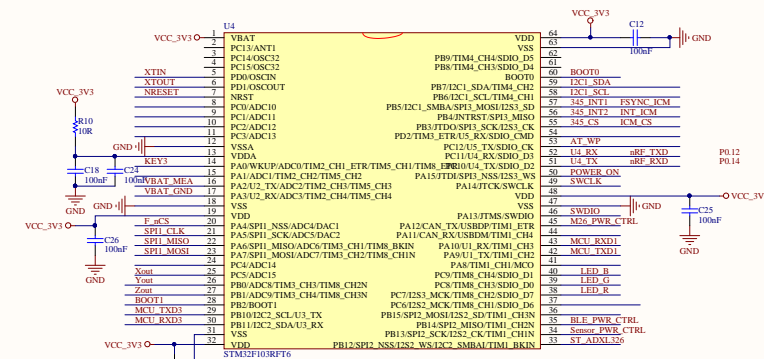 U4
VCC_3V3 1 VBAT VDD 64
2 PC13/ANT1 VSS 63
3 PC14/OSC32 PB9/TIM4_CH4/SDIO_D5 62
4 PC15/OSC32 PB8/TIM4_CH3/SDIO_D4 61
XTIN 5 PD0/OSCIN BOOT0 60 BOOT0
XTOUT 6 PD1/OSCOUT PB7/I2C1_SDA/TIM4_CH2 59 I2C1_SDA
NRESET 7 NRST PB6/I2C1_SCL/TIM4_CH1 58 I2C1_SCL
8 PC0/ADC10 PB5/I2C1_SMBA/SPI3_MOSI/I2S3_SD 57 345_INT1 FSYNC_ICM
9 PC1/ADC11 PB4/JNTRST/SPI3_MISO 56 345_INT2 INT_ICM
10 PC2/ADC12 PB3/JTDO/SPI3_SCK/I2S3_CK 55 345_CS ICM_CS
11 PC3/ADC13 PD2/TIM3_ETR/U5_RX/SDIO_CMD 54
GND 12 VSSA PC12/U5_TX/SDIO_CK 53 AT_WP
13 VDDA PC11/U4_RX/SDIO_D3 52 U4_RX nRF_TXD P0.12
KEY3 14 PA0/WKUP/ADC0/TIM2_CH1_ETR/TIM5_CH1/TIM8_ETR PC10/U4_TX/SDIO_D2 51 U4_TX nRF_RXD P0.14
15 PA1/ADC1/TIM2_CH2/TIM5_CH2 PA15/JTDI/SPI3_NSS/I2S3_WS 50 POWER_ON
VBAT_MEA 16 PA2/U2_TX/ADC2/TIM2_CH3/TIM5_CH3 PA14/JTCK/SWCLK 49 SWCLK
VBAT_GND 17 PA3/U2_RX/ADC3/TIM2_CH4/TIM5_CH4 VDD 48
GND 18 VSS VSS 47 GND
19 VDD PA13/JTMS/SWDIO 46 SWDIO
F_nCS 20 PA4/SPI1_NSS/ADC4/DAC1 PA12/CAN_TX/USBDP/TIM1_ETR 45 M26_PWR_CTRL
SPI1_CLK 21 PA5/SPI1_SCK/ADC5/DAC2 PA11/CAN_RX/USBDM/TIM1_CH4 44
SPI1_MISO 22 PA6/SPI1_MISO/ADC6/TIM3_CH1/TIM8_BKIN PA10/U1_RX/TIM1_CH3 43 MCU_RXD1
SPI1_MOSI 23 PA7/SPI1_MOSI/ADC7/TIM3_CH2/TIM8_CH1N PA9/U1_TX/TIM1_CH2 42 MCU_TXD1
24 PC4/ADC14 PA8/TIM1_CH1/MCO 41
Xout 25 PC5/ADC15 PC9/TIM8_CH4/SDIO_D1 40 LED_B
Yout 26 PB0/ADC8/TIM3_CH3/TIM8_CH2N PC8/TIM8_CH3/SDIO_D0 39 LED_G
Zout 27 PB1/ADC9/TIM3_CH4/TIM8_CH3N PC7/I2S3_MCK/TIM8_CH2/SDIO_D7 38 LED_R
BOOT1 28 PB2/BOOT1 PC6/I2S2_MCK/TIM8_CH1/SDIO_D6 37
MCU_TXD3 29 PB10/I2C2_SCL/U3_TX PB15/SPI2_MOSI/I2S2_SD/TIM1_CH3N 36
MCU_RXD3 30 PB11/I2C2_SDA/U3_RX PB14/SPI2_MISO/TIM1_CH2N 35 BLE_PWR_CTRL
31 VSS PB13/SPI2_SCK/I2S2_CK/TIM1_CH1N 34 Sensor_PWR_CTRL
VCC_3V3 32 VDD PB12/SPI2_NSS/I2S2_WS/I2C2_SMBAI/TIM1_BKIN 33 ST_ADXL326
STM32F103RFT6
VCC_3V3
R10
10R
C18
100nF
C24
100nF
GND
VCC_3V3
C26
100nF
GND
VCC_3V3
C12
100nF
GND
VCC_3V
C25
100nF
GND